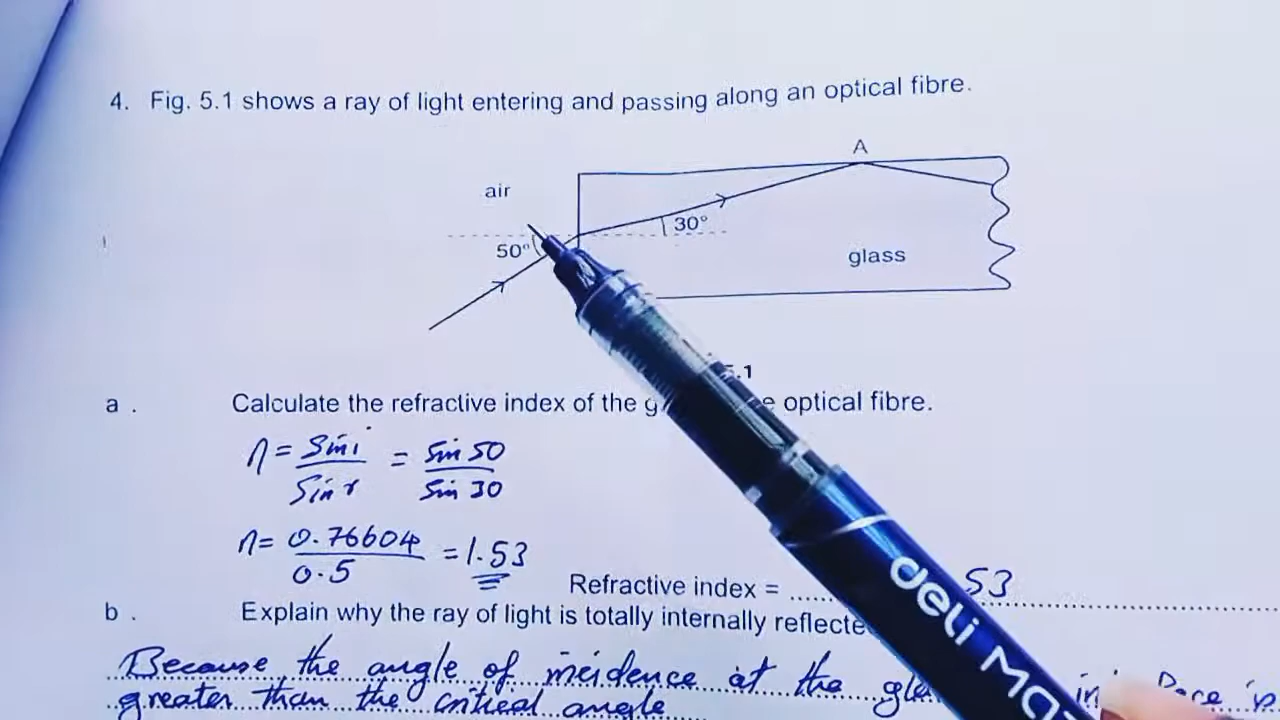 4. Fig. 5.1 shows a ray of light entering and passing along an optical fibre.
A
air
30°
50°
glass
.1
a . Calculate the refractive index of the g e optical fibre.
n = Sin i / Sin r = Sin 50 / Sin 30
n = 0.76604 / 0.5 = 1.53
Refractive index = ...... 53
b . Explain why the ray of light is totally internally reflecte
Because the angle of incidence at the
greater than the critical angle
deli